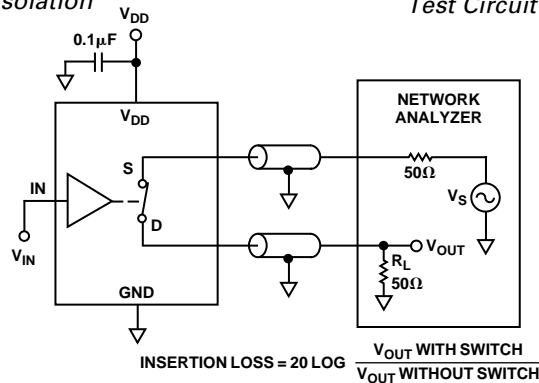 solation
Test Circuit
V_DD
0.1µF
V_DD
NETWORK
ANALYZER
S
50Ω
V_S
IN
D
V_OUT
V_IN
R_L
50Ω
GND
INSERTION LOSS = 20 LOG V_OUT WITH SWITCH
V_OUT WITHOUT SWITCH